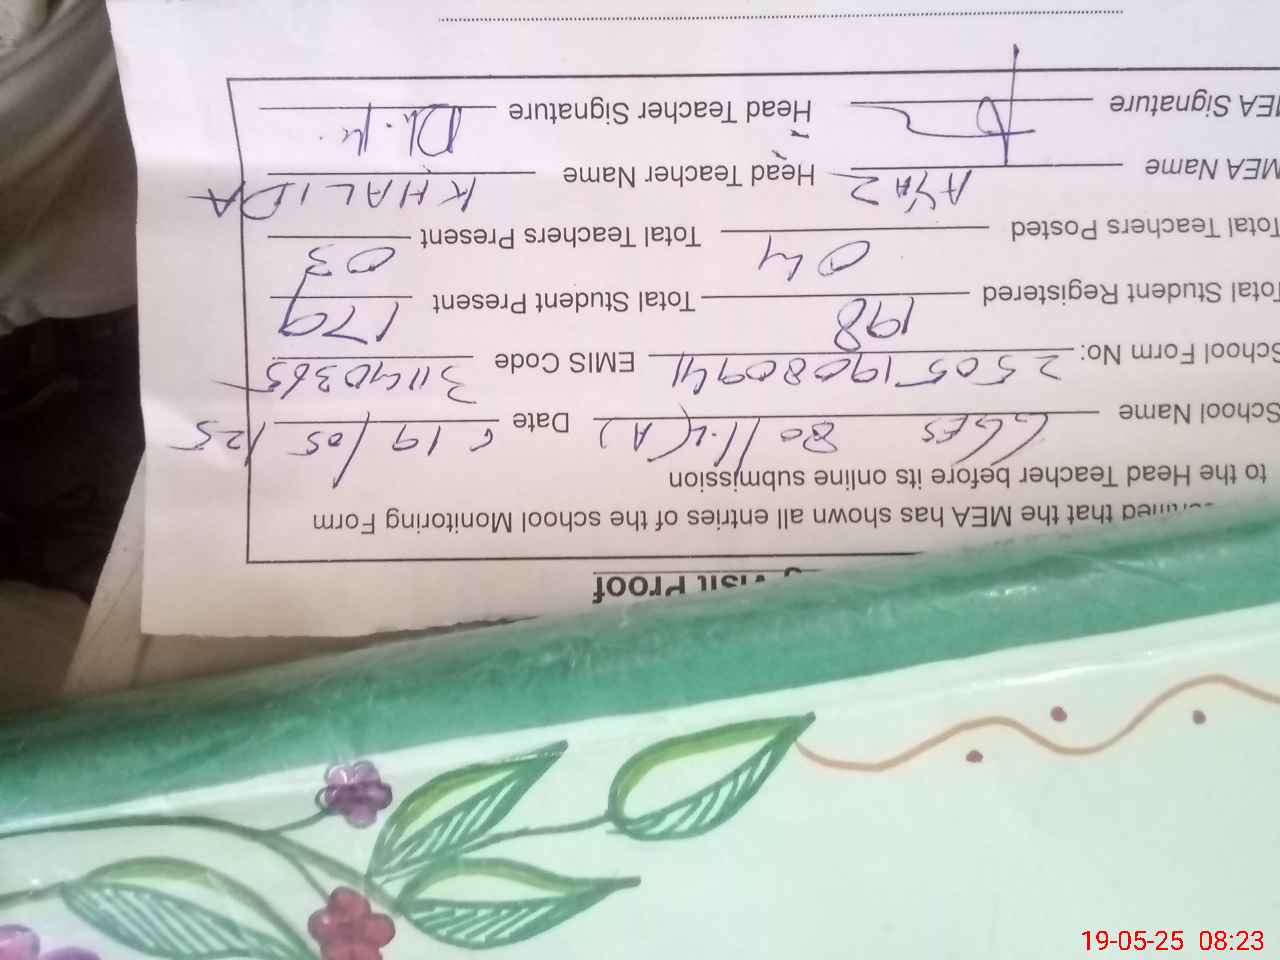 Visit Proof
that the MEA has shown all entries of the school Monitoring Form
to the Head Teacher before its online submission
School Name GGES 80/1-L(A) Date 19/05/25
School Form No: 25051908094 EMIS Code 31140365
Total Student Registered 198 Total Student Present 179
Total Teachers Posted 04 Total Teachers Present 03
MEA Name AYAZ Head Teacher Name KHALIDA
MEA Signature Head Teacher Signature
19-05-25 08:23